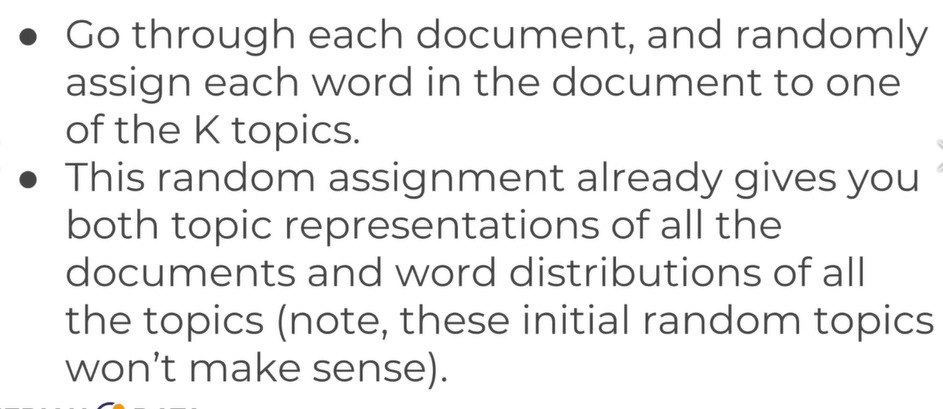 ● Go through each document, and randomly
assign each word in the document to one
of the K topics.
● This random assignment already gives you
both topic representations of all the
documents and word distributions of all
the topics (note, these initial random topics
won’t make sense).